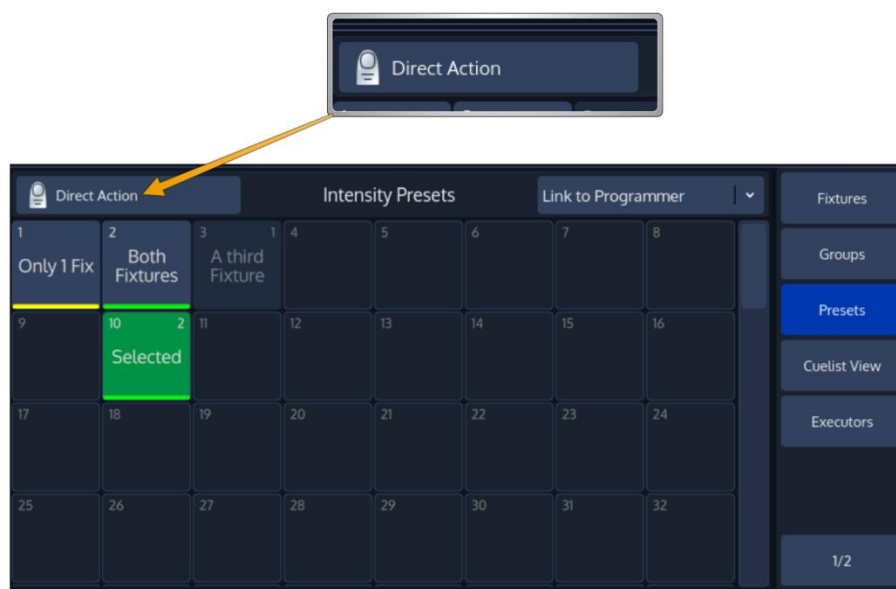 Direct Action
Direct Action
Intensity Presets
Link to Programmer
1
Only 1 Fix
2
Both
Fixtures
3 1
A third
Fixture
4
5
6
7
8
9
10 2
Selected
11
12
13
14
15
16
17
18
19
20
21
22
23
24
25
26
27
28
29
30
31
32
Fixtures
Groups
Presets
Cuelist View
Executors
1/2